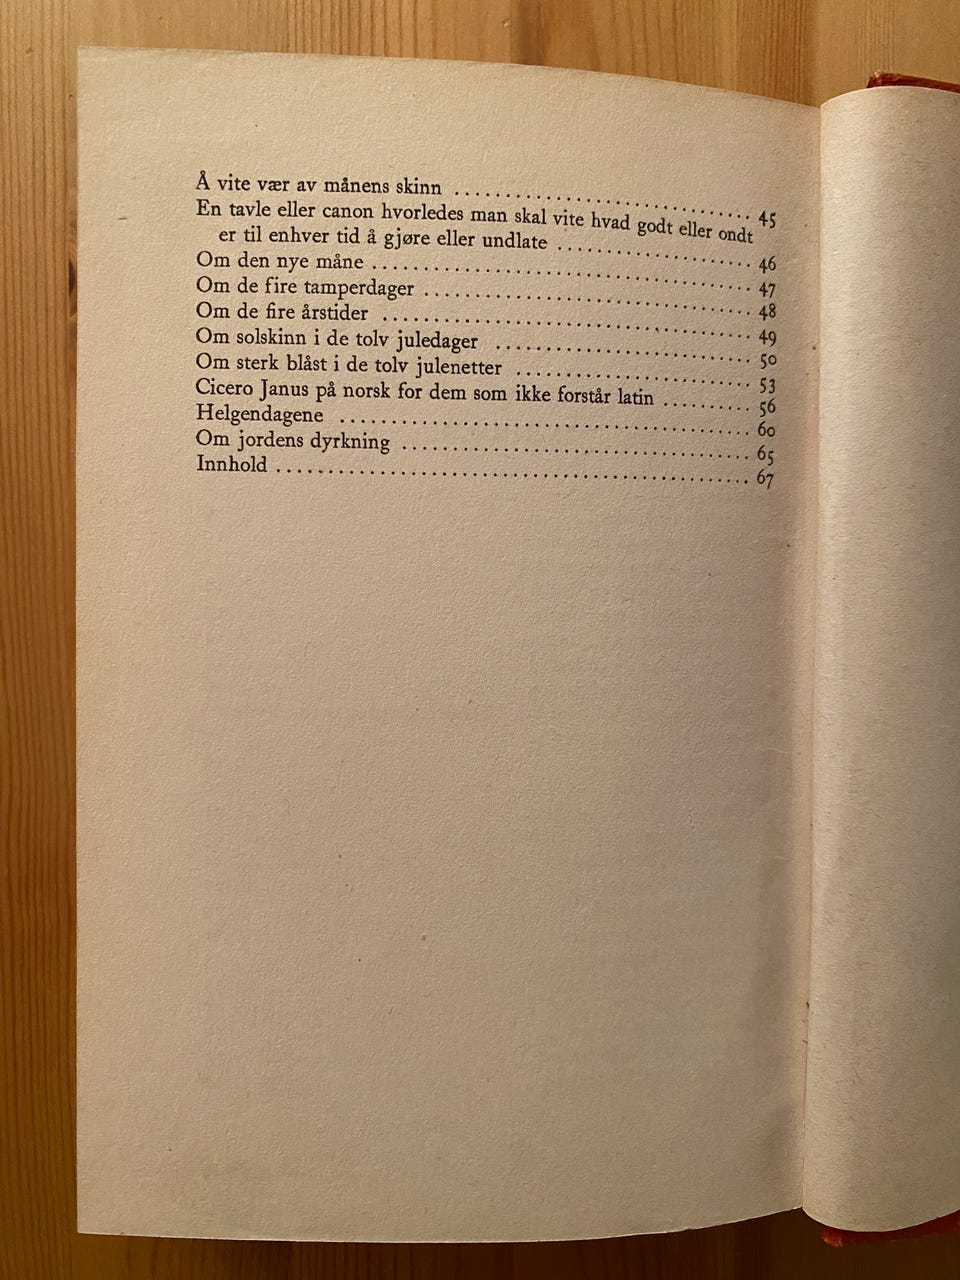 Å vite vær av månens skinn ........................................ 45
En tavle eller canon hvorledes man skal vite hvad godt eller ondt
er til enhver tid å gjøre eller undlate .......................... 46
Om den nye måne .................................................. 47
Om de fire tamperdager ........................................... 48
Om de fire årstider .............................................. 49
Om solskinn i de tolv juledager .................................. 50
Om sterk blåst i de tolv julenetter .............................. 53
Cicero Janus på norsk for dem som ikke forstår latin .......... 56
Helgendagene ..................................................... 60
Om jordens dyrkning .............................................. 65
Innhold .......................................................... 67